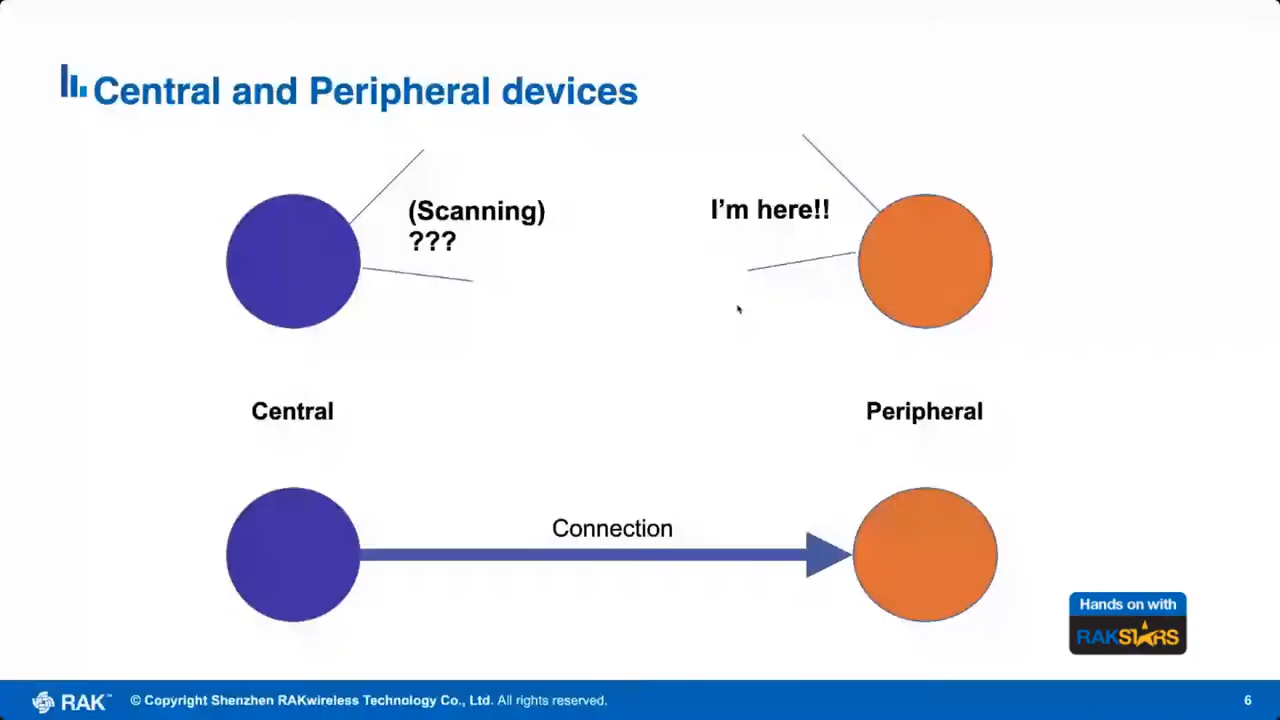 Central and Peripheral devices
(Scanning)
???
I'm here!!
Central
Peripheral
Connection
Hands on with
RAKSTARS
RAK™
© Copyright Shenzhen RAKwireless Technology Co., Ltd. All rights reserved.
6